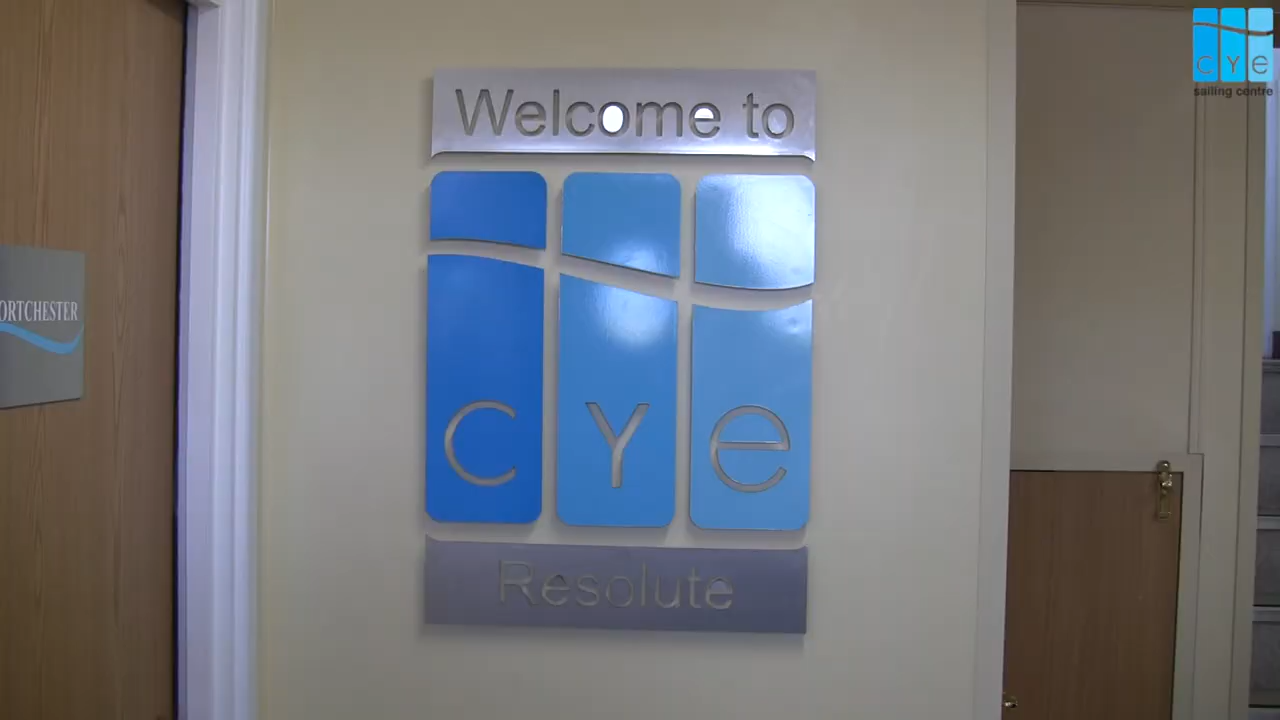 Welcome to
CYe
Resolute
ORTCHESTER
CYe
sailing centre